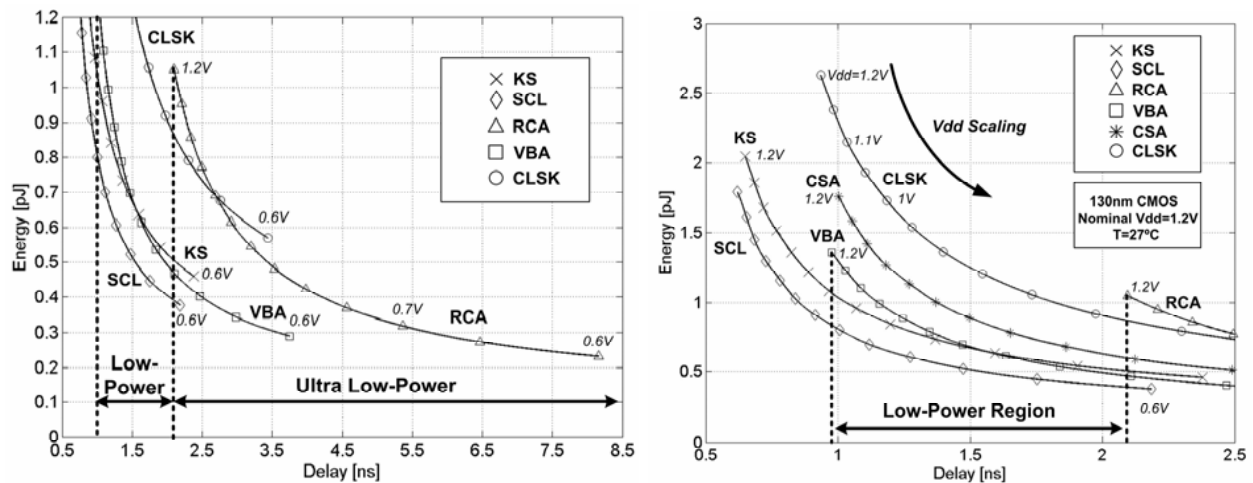 1.2
1.1
1
0.9
0.8
0.7
0.6
0.5
0.4
0.3
0.2
0.1
0
Energy [pJ]
CLSK
1.2V
KS
SCL
RCA
VBA
CLSK
0.6V
KS
0.6V
SCL
0.6V
VBA
0.6V
0.7V
RCA
0.6V
Low-
Power
Ultra Low-Power
0.5 1.5 2.5 3.5 4.5 5.5 6.5 7.5 8.5
Delay [ns]
3
2.5
2
1.5
1
0.5
0
Energy [pJ]
Vdd=1.2V
1.1V
1V
Vdd Scaling
KS
SCL
RCA
VBA
CSA
CLSK
130nm CMOS
Nominal Vdd=1.2V
T=27ºC
KS
1.2V
CSA
1.2V
CLSK
VBA
1.2V
SCL
1.2V
RCA
0.6V
Low-Power Region
0.5 1 1.5 2 2.5
Delay [ns]